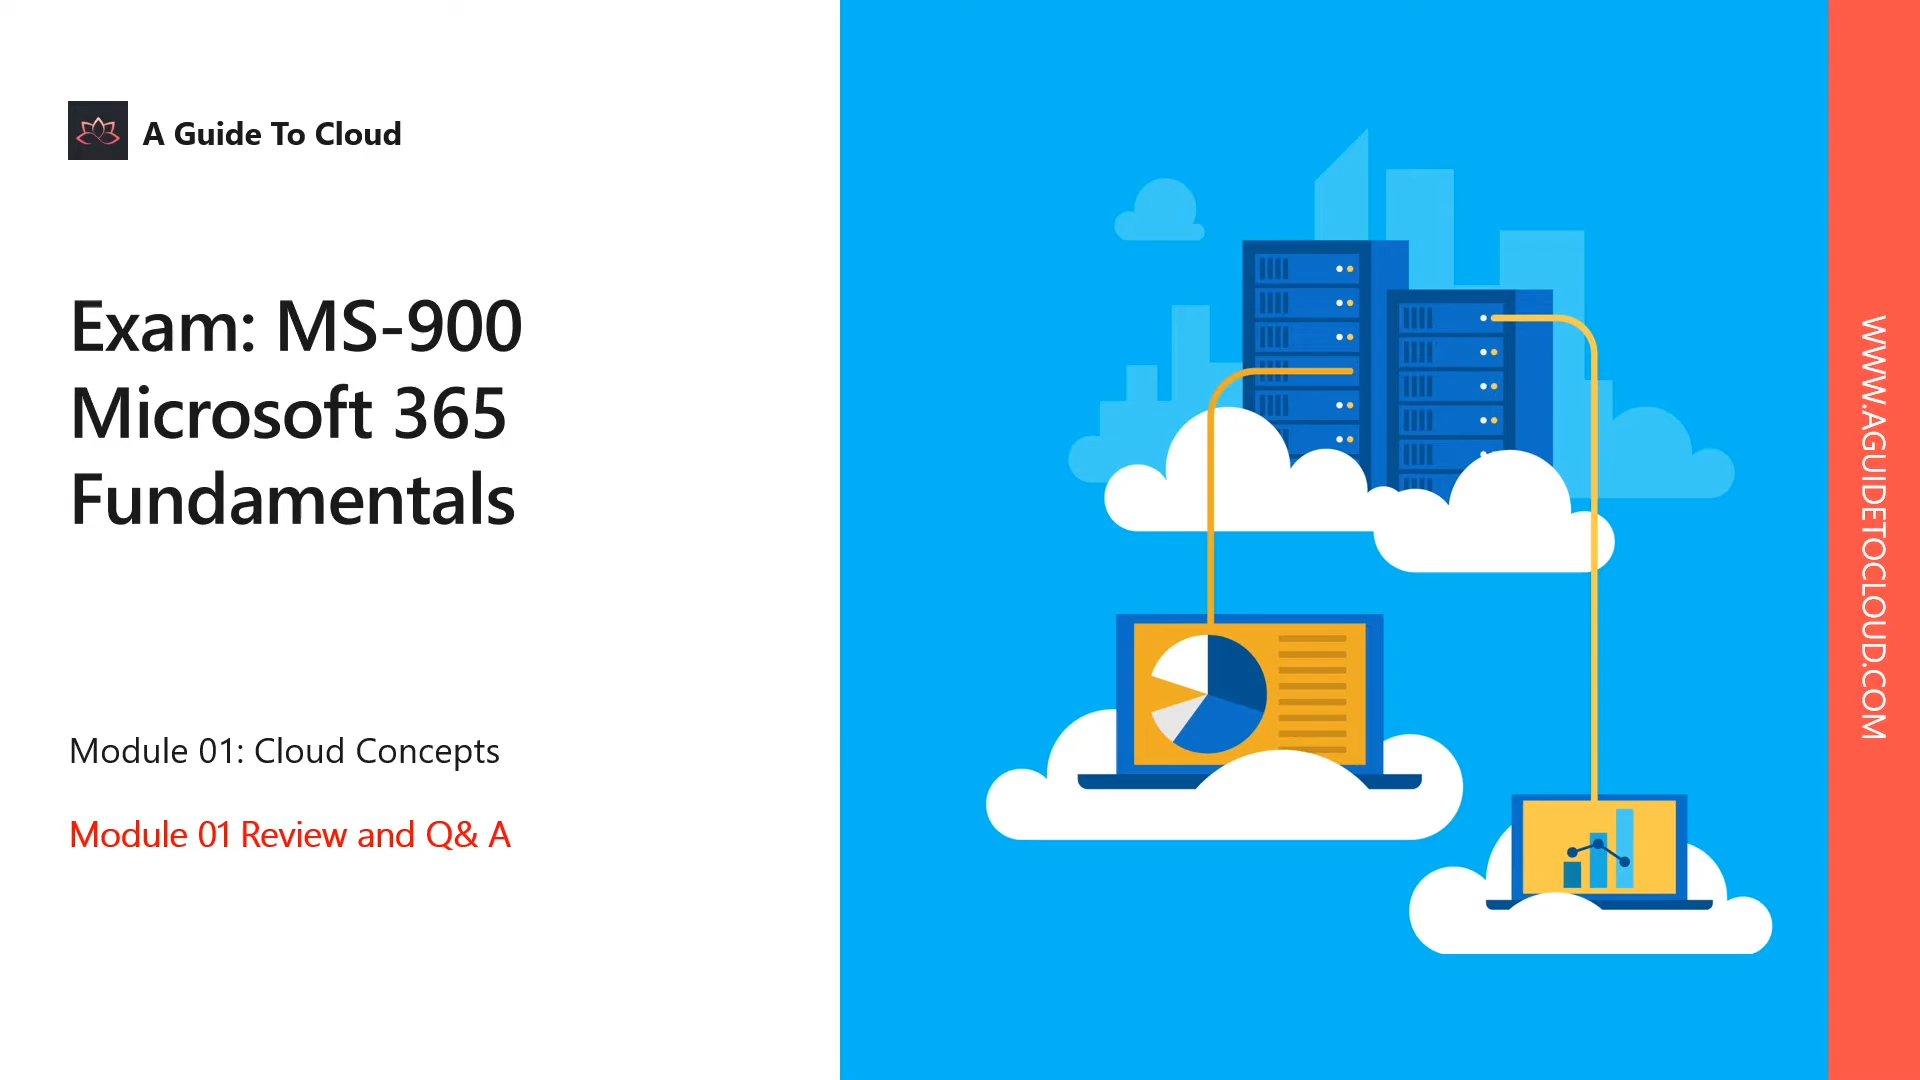 A Guide To Cloud
Exam: MS-900
Microsoft 365
Fundamentals
Module 01: Cloud Concepts
Module 01 Review and Q& A
WWW.AGUIDETOCLOUD.COM